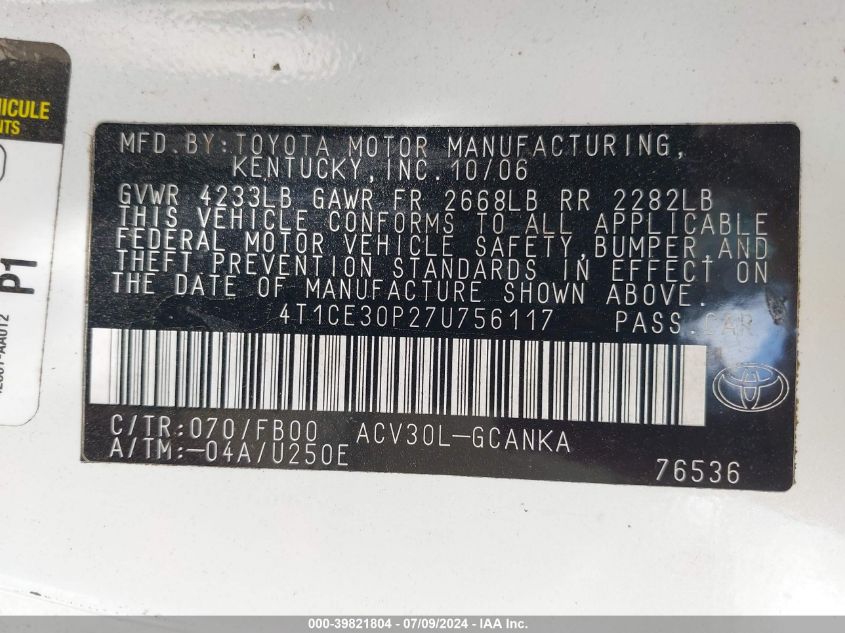 HICULE
NTS
P1
MFD.BY:TOYOTA MOTOR MANUFACTURING,
KENTUCKY,INC.10/06
GVWR 4233LB GAWR FR 2668LB RR 2282LB
THIS VEHICLE CONFORMS TO ALL APPLICABLE
FEDERAL MOTOR VEHICLE SAFETY,BUMPER,AND
THEFT PREVENTION STANDARDS IN EFFECT ON
THE DATE OF MANUFACTURE SHOWN ABOVE.
4T1CE30P27U756117 PASS.CAR
C/TR:070/FB00 ACV30L-GCANKA
A/TM:-04A/U250E
76536
000-39821804 - 07/09/2024 - IAA Inc.